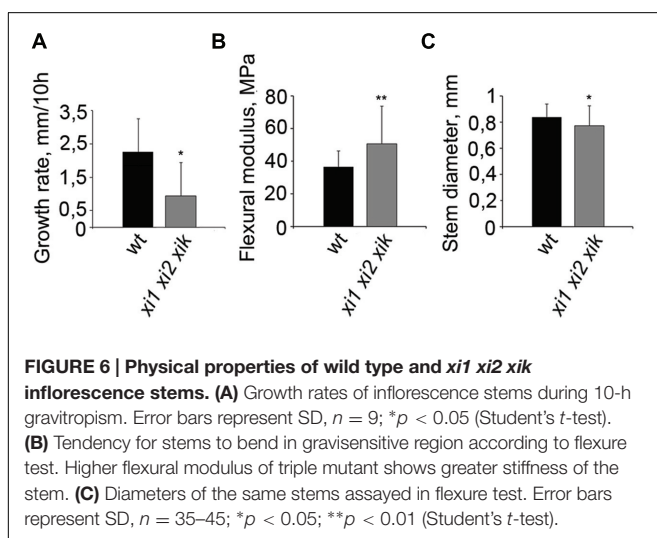 A
B
C
Growth rate, mm/10h
3,5
2,5
1,5
0,5
0
*
wt
xi1 xi2 xik
Flexural modulus, MPa
80
60
40
20
0
**
wt
xi1 xi2 xik
Stem diameter, mm
1
0,8
0,6
0,4
0,2
0
*
wt
xi1 xi2 xik
FIGURE 6 | Physical properties of wild type and xi1 xi2 xik
inflorescence stems. (A) Growth rates of inflorescence stems during 10-h
gravitropism. Error bars represent SD, n = 9; *p < 0.05 (Student's t-test).
(B) Tendency for stems to bend in gravisensitive region according to flexure
test. Higher flexural modulus of triple mutant shows greater stiffness of the
stem. (C) Diameters of the same stems assayed in flexure test. Error bars
represent SD, n = 35–45; *p < 0.05; **p < 0.01 (Student's t-test).